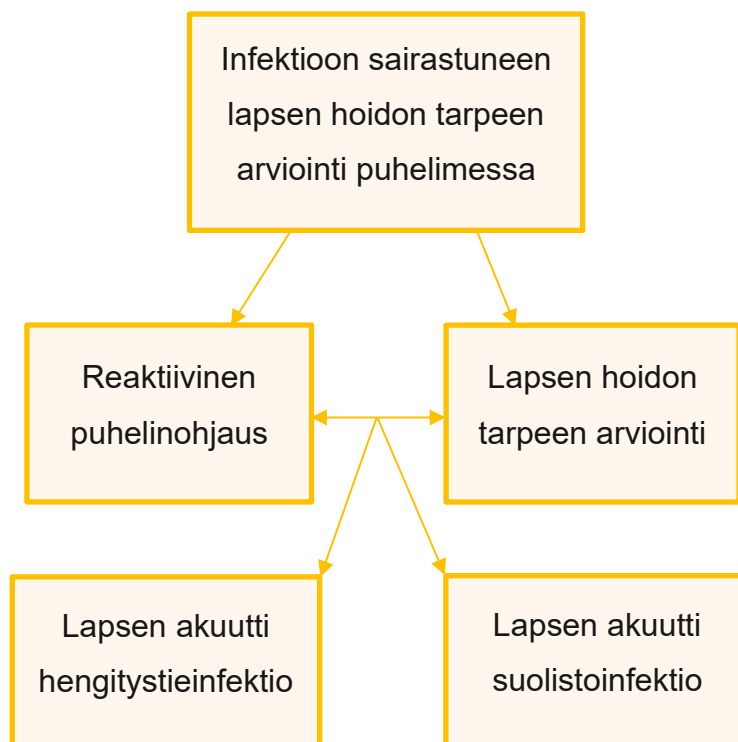 Infektioon sairastuneen
lapsen hoidon tarpeen
arviointi puhelimessa
Reaktiivinen
puhelinohjaus
Lapsen hoidon
tarpeen arviointi
Lapsen akuutti
hengitystieinfektio
Lapsen akuutti
suolistoinfektio